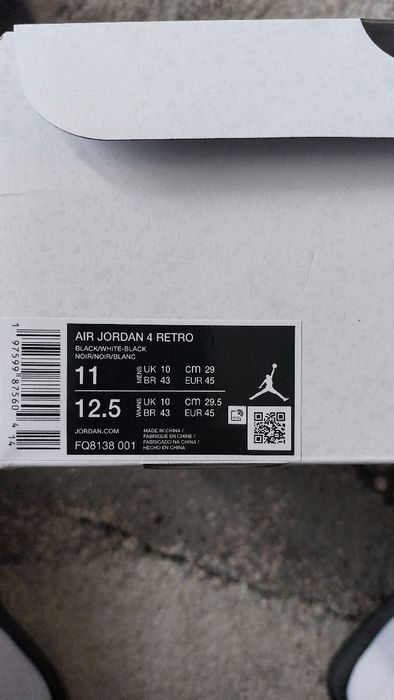 AIR JORDAN 4 RETRO
BLACK/WHITE-BLACK
NOIR/NOIR/BLANC
11 MENS UK 10 cm 29
BR 43 EUR 45
12.5 WMNS UK 10 cm 29.5
BR 43 EUR 45
JORDAN.COM
FQ8138 001
MADE IN CHINA /
FABRIQUE EN CHINE /
FABRICADO NA CHINA /
HECHO EN CHINA
1 97599 87560 4 14